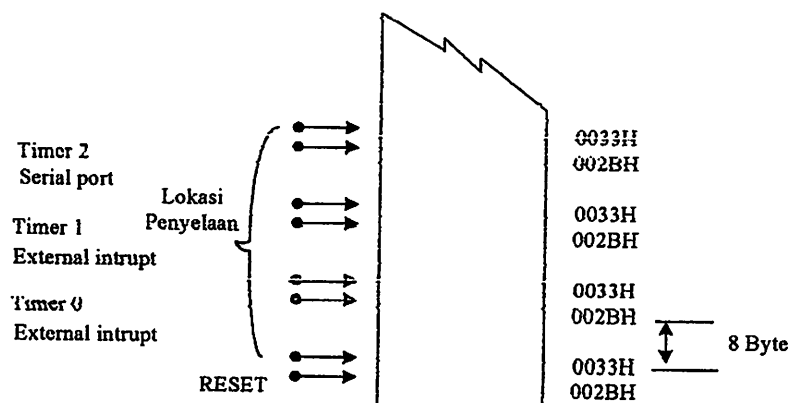 Timer 2
Serial port
Timer 1
External intrupt
Timer 0
External intrupt
RESET
Lokasi
Penyelaan
0033H
002BH
0033H
002BH
0033H
002BH
0033H
002BH
8 Byte